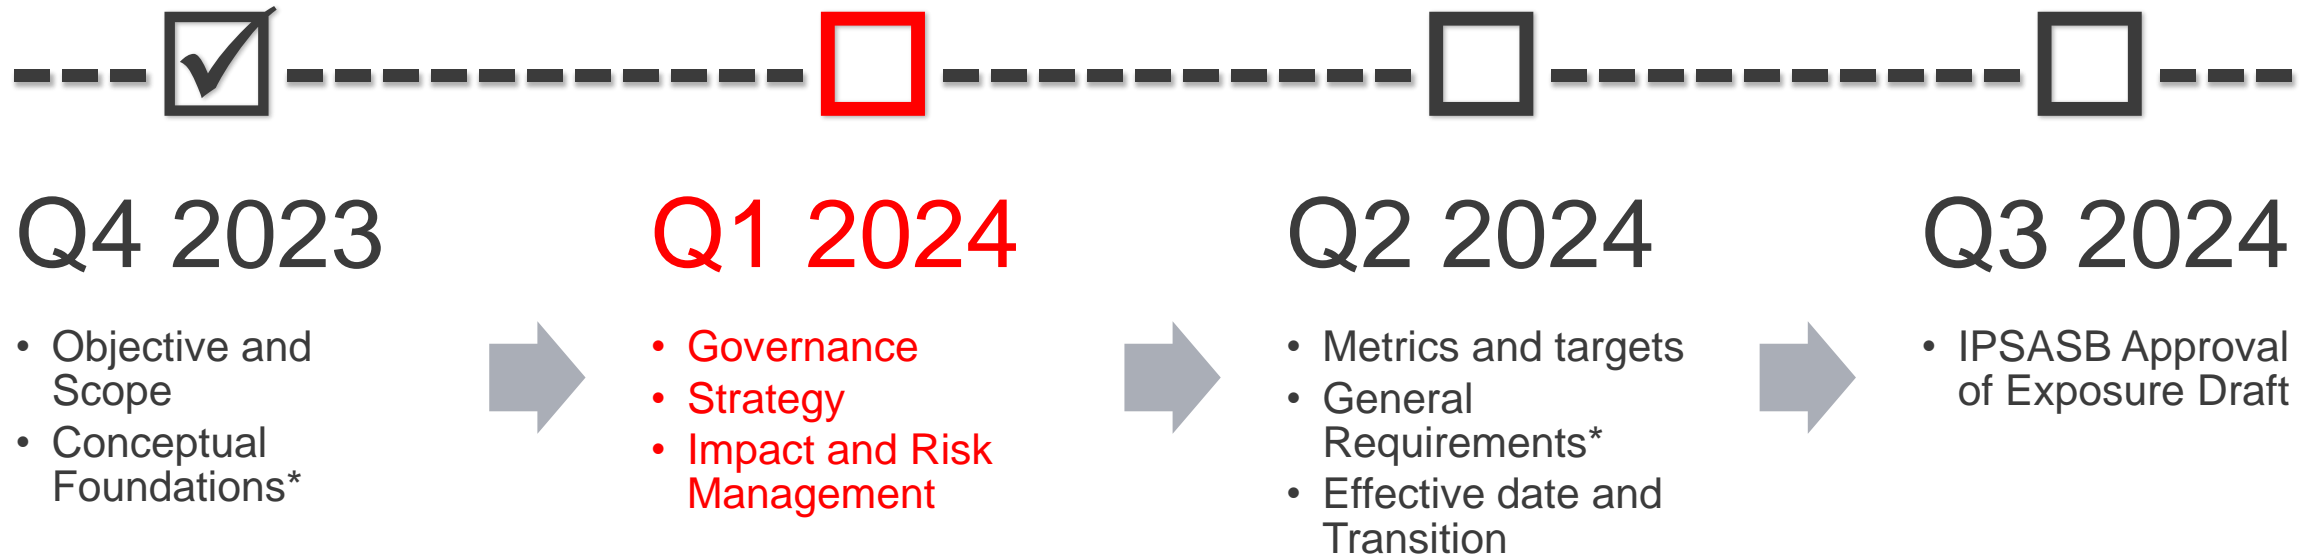 Q4 2023
• Objective and
Scope
• Conceptual
Foundations*
Q1 2024
• Governance
• Strategy
• Impact and Risk
Management
Q2 2024
• Metrics and targets
• General
Requirements*
• Effective date and
Transition
Q3 2024
• IPSASB Approval
of Exposure Draft